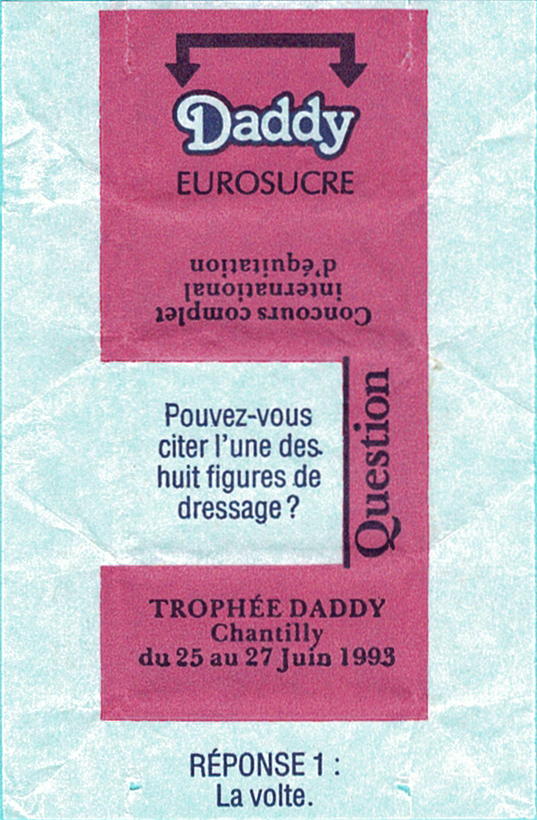 Daddy
EUROSUCRE
Concours complet
international
d'équitation
Pouvez-vous
citer l'une des
huit figures de
dressage ?
Question
TROPHÉE DADDY
Chantilly
du 25 au 27 Juin 1993
RÉPONSE 1 :
La volte.